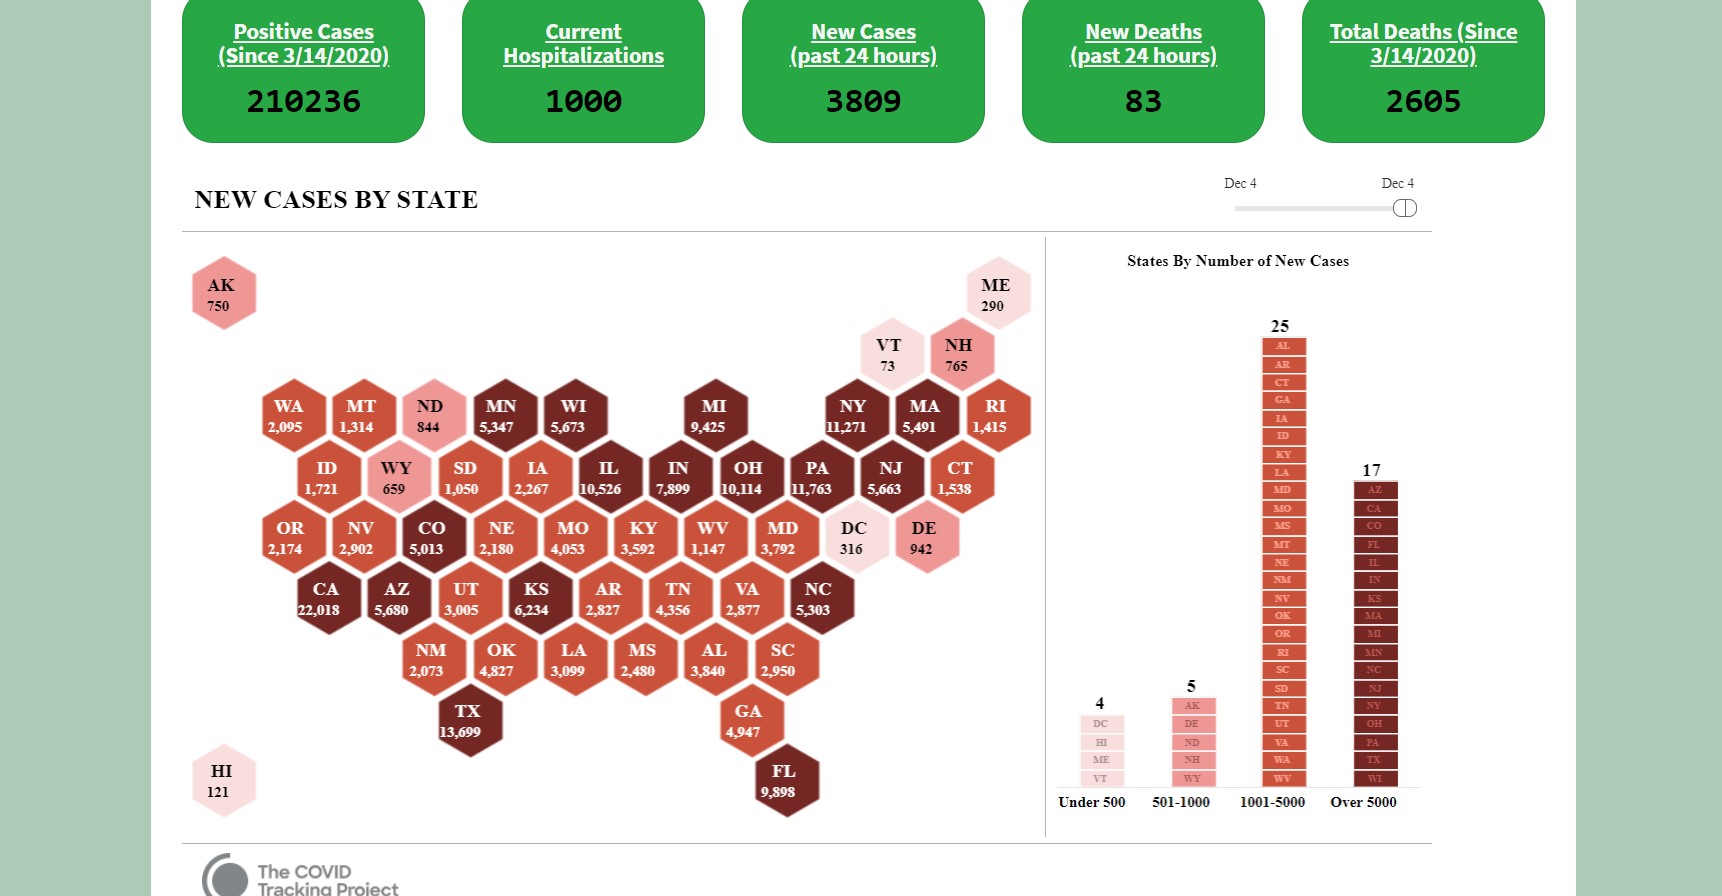 Positive Cases
(Since 3/14/2020)
210236
Current
Hospitalizations
1000
New Cases
(past 24 hours)
3809
New Deaths
(past 24 hours)
83
Total Deaths (Since
3/14/2020)
2605
NEW CASES BY STATE
Dec 4
Dec 4
AK
750
ME
290
VT
73
NH
765
WA
2,095
MT
1,314
ND
844
MN
5,347
WI
5,673
MI
9,425
NY
11,271
MA
5,491
RI
1,415
ID
1,721
WY
659
SD
1,050
IA
2,267
IL
10,526
IN
7,899
OH
10,114
PA
11,763
NJ
5,663
CT
1,538
OR
2,174
NV
2,902
CO
5,013
NE
2,180
MO
4,053
KY
3,592
WV
1,147
MD
3,792
DC
316
DE
942
CA
22,018
AZ
5,680
UT
3,005
KS
6,234
AR
2,827
TN
4,356
VA
2,877
NC
5,303
NM
2,073
OK
4,827
LA
3,099
MS
2,480
AL
3,840
SC
2,950
TX
13,699
GA
4,947
HI
121
FL
9,898
States By Number of New Cases
4
DC
HI
ME
VT
Under 500
5
AK
DE
ND
NH
WY
501-1000
25
AL
AR
CT
GA
IA
ID
KY
LA
MD
MO
MS
MT
NE
NM
NV
OK
OR
RI
SC
SD
TN
UT
VA
WA
WV
1001-5000
17
AZ
CA
CO
FL
IL
IN
KS
MA
MI
MN
NC
NJ
NY
OH
PA
TX
WI
Over 5000
The COVID
Tracking Project